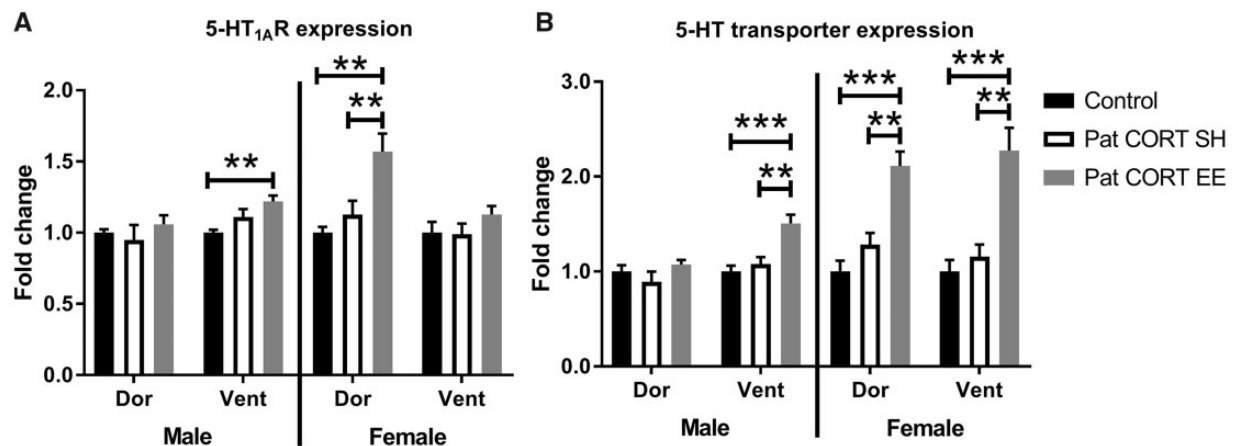 A
5-HT1AR expression
Fold change
2.0
1.5
1.0
0.5
0.0
**
**
**
Dor Vent Dor Vent
Male Female
B
5-HT transporter expression
Fold change
3.0
2.0
1.0
0.0
***
**
***
**
***
**
Dor Vent Dor Vent
Male Female
Control
Pat CORT SH
Pat CORT EE